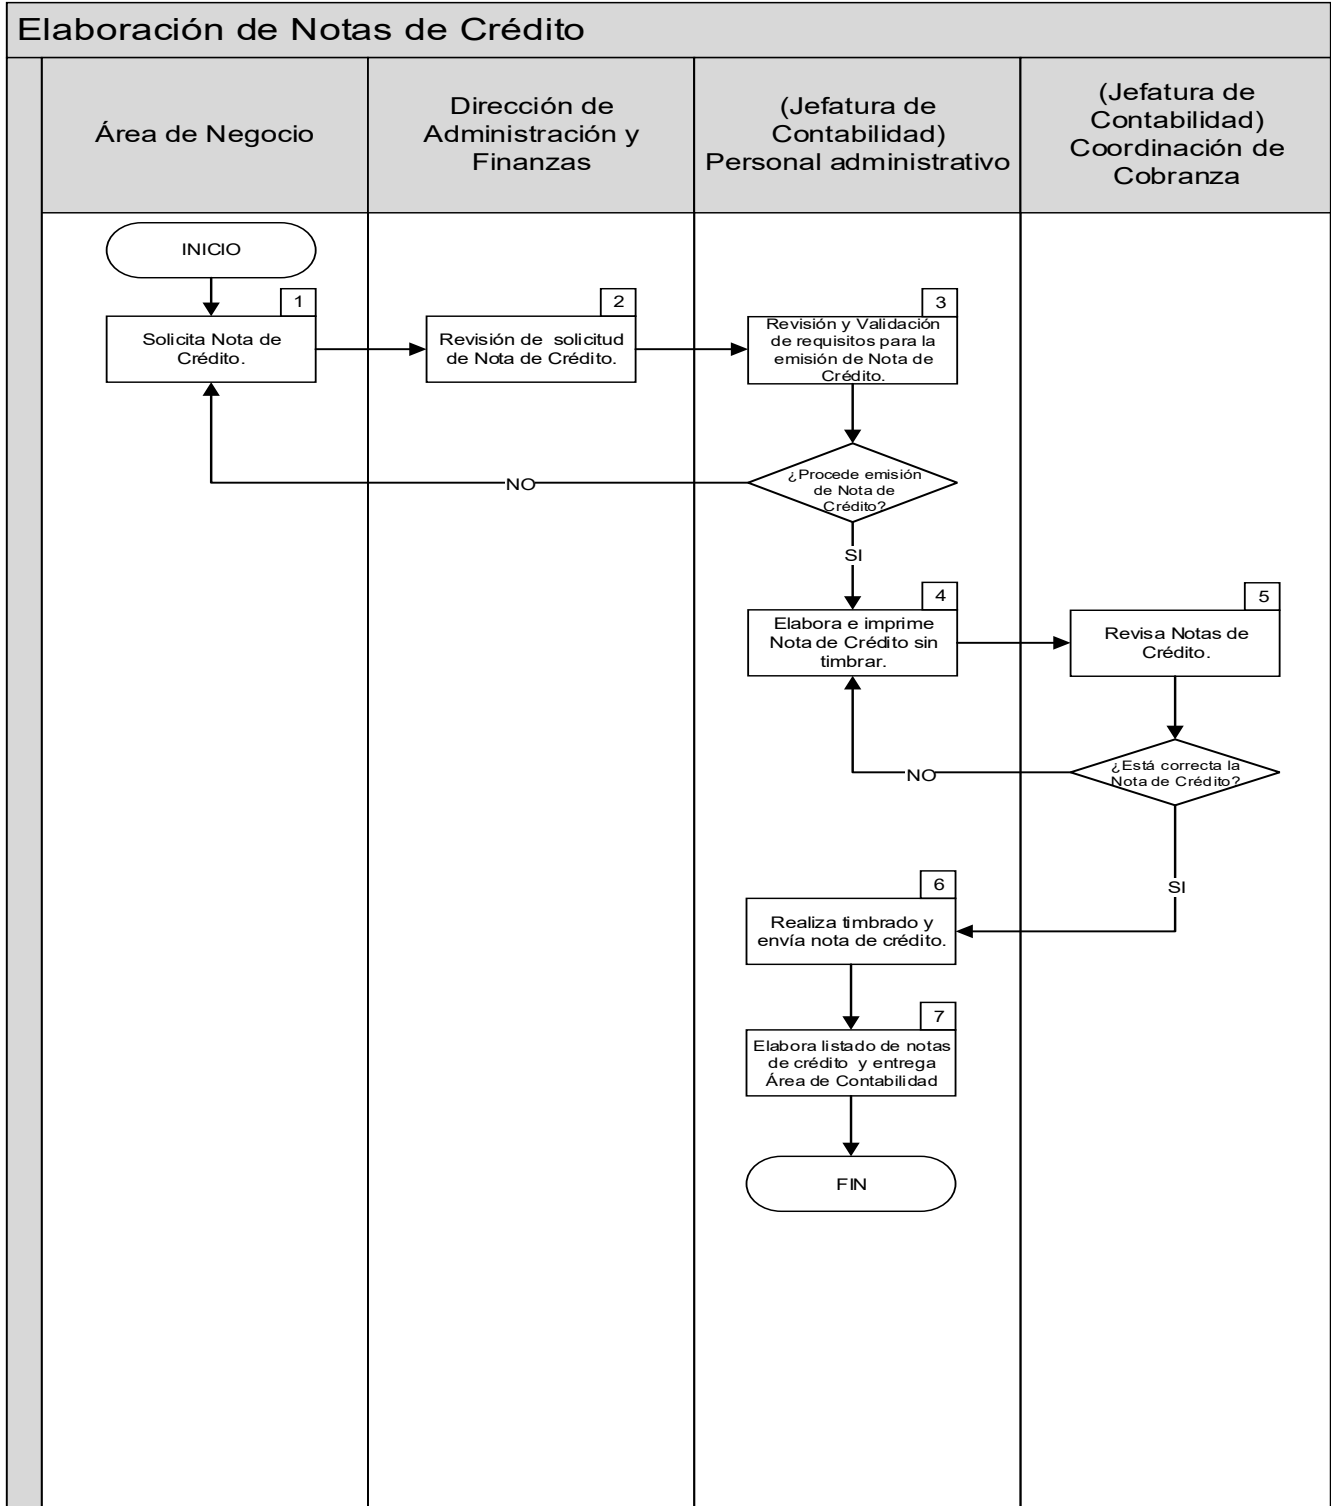 Elaboración de Notas de Crédito
Área de Negocio
Dirección de
Administración y
Finanzas
(Jefatura de
Contabilidad)
Personal administrativo
(Jefatura de
Contabilidad)
Coordinación de
Cobranza
INICIO
1
Solicita Nota de
Crédito.
2
Revisión de solicitud
de Nota de Crédito.
3
Revisión y Validación
de requisitos para la
emisión de Nota de
Crédito.
¿Procede emisión
de Nota de
Crédito?
NO
SI
4
Elabora e imprime
Nota de Crédito sin
timbrar.
5
Revisa Notas de
Crédito.
¿Está correcta la
Nota de Crédito?
NO
SI
6
Realiza timbrado y
envía nota de crédito.
7
Elabora listado de notas
de crédito y entrega
Área de Contabilidad
FIN